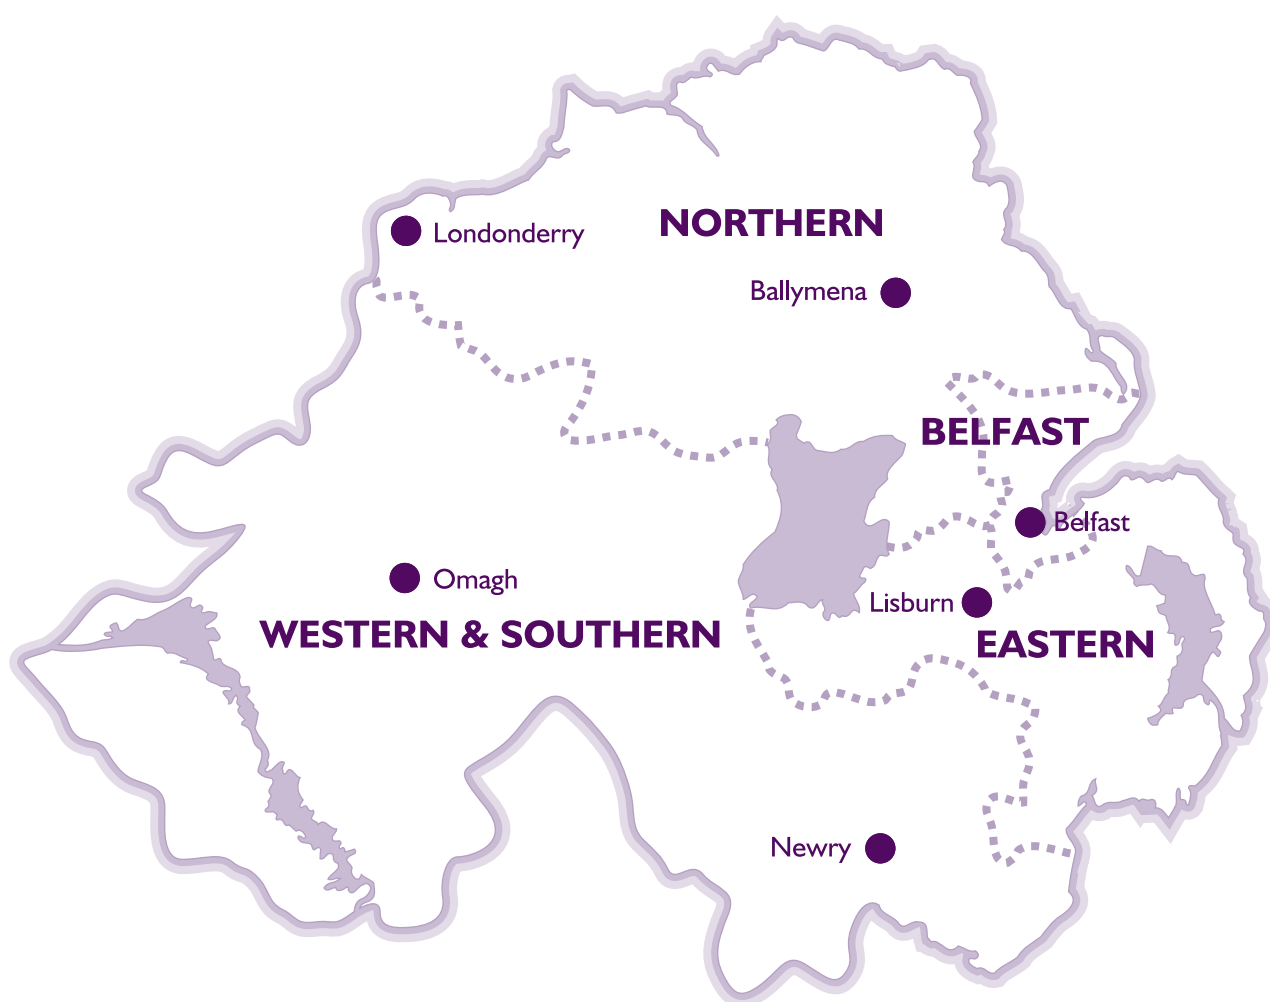 NORTHERN
Londonderry
Ballymena
BELFAST
Belfast
Omagh
Lisburn
WESTERN & SOUTHERN
EASTERN
Newry